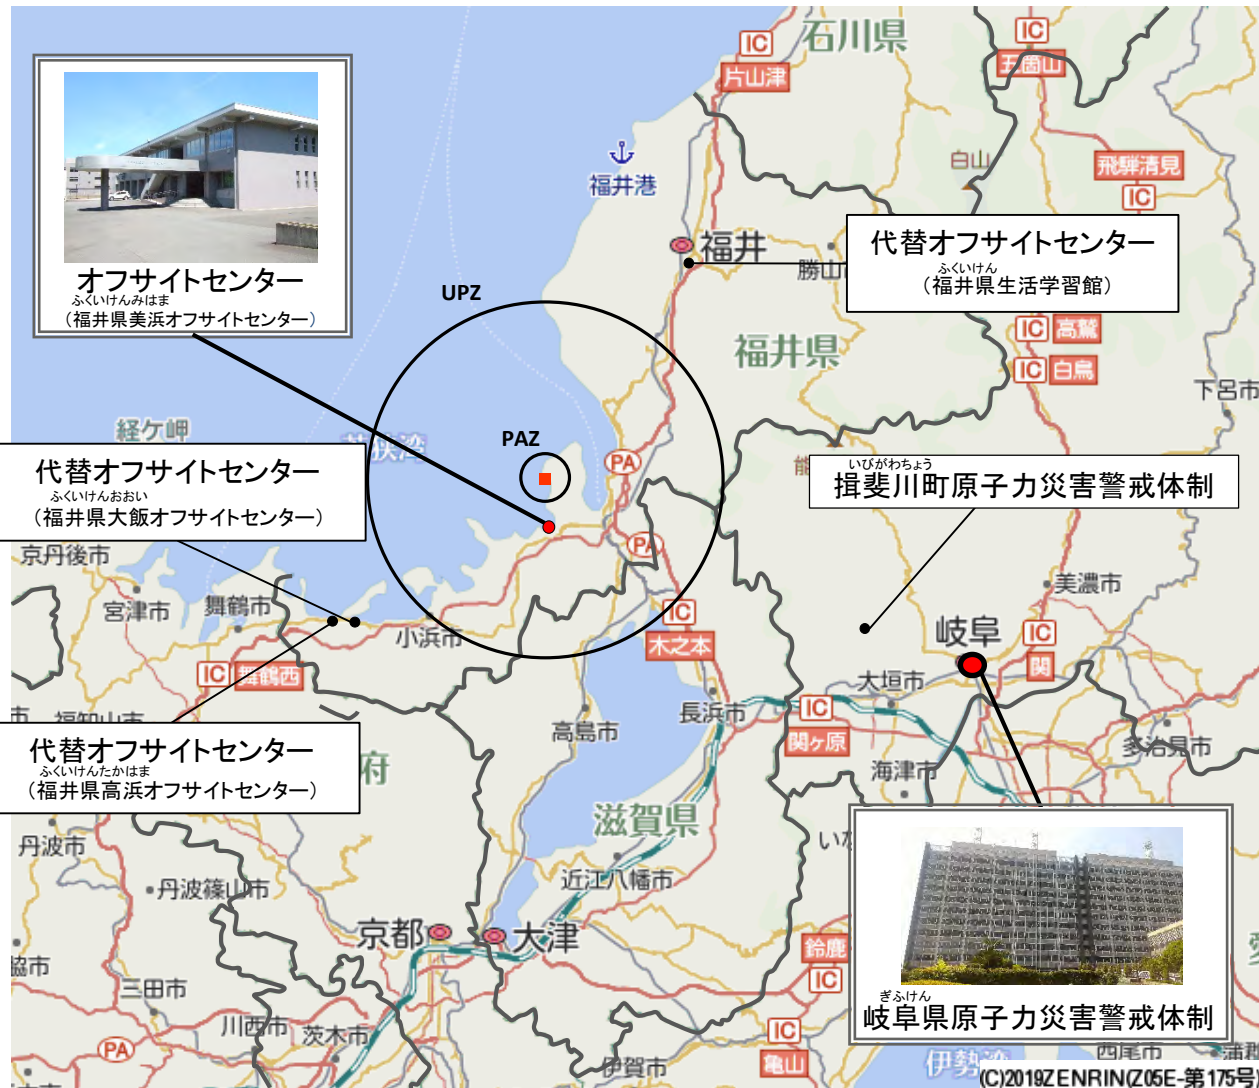 石川県
IC
片山津
IC
五箇山
白山
飛騨清見
IC
福井港
福井
勝山
代替オフサイトセンター
ふくいけん
（福井県生活学習館）
オフサイトセンター
ふくいけんみはま
（福井県美浜オフサイトセンター）
UPZ
IC
高鷲
福井県
IC
白鳥
下呂市
経ケ岬
PAZ
PA
代替オフサイトセンター
ふくいけんおおい
（福井県大飯オフサイトセンター）
いびがわちょう
揖斐川町原子力災害警戒体制
京丹後市
PA
宮津市
舞鶴市
小浜市
IC
木之本
美濃市
岐阜
IC
関
IC
舞鶴西
大垣市
長浜市
IC
関ヶ原
高島市
多治見市
海津市
福知山市
代替オフサイトセンター
ふくいけんたかはま
（福井県高浜オフサイトセンター）
府
滋賀県
丹波市
丹波篠山市
近江八幡市
京都
大津
鈴鹿
IC
三田市
川西市
茨木市
PA
IC
亀山
伊賀市
ぎふけん
岐阜県原子力災害警戒体制
西尾市
伊勢湾
(C)2019ZENRIN(Z05E-第175号)